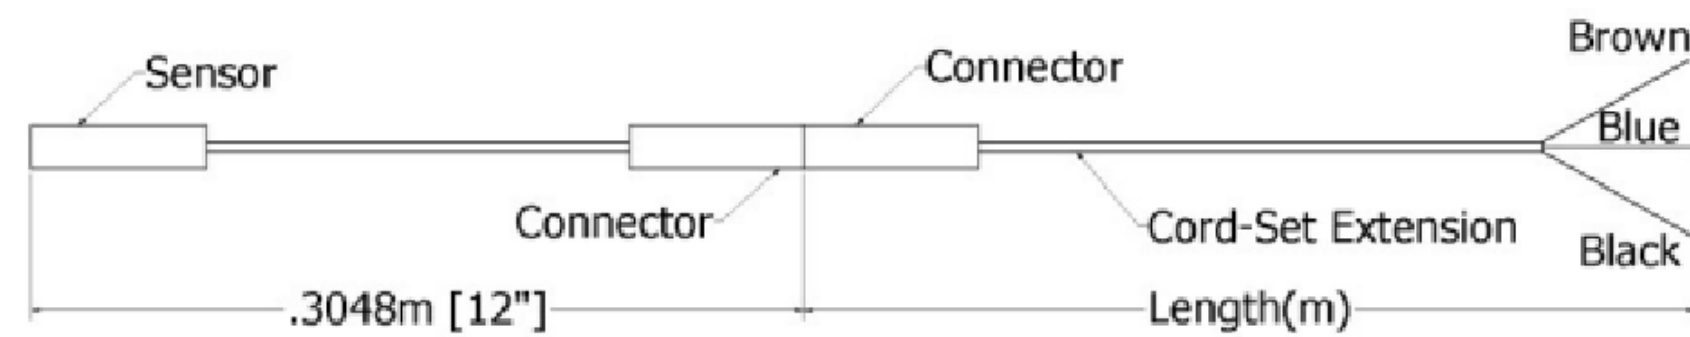 Brown
Sensor
Connector
Blue
Connector
Cord-Set Extension
Black
.3048m [12"]
Length(m)